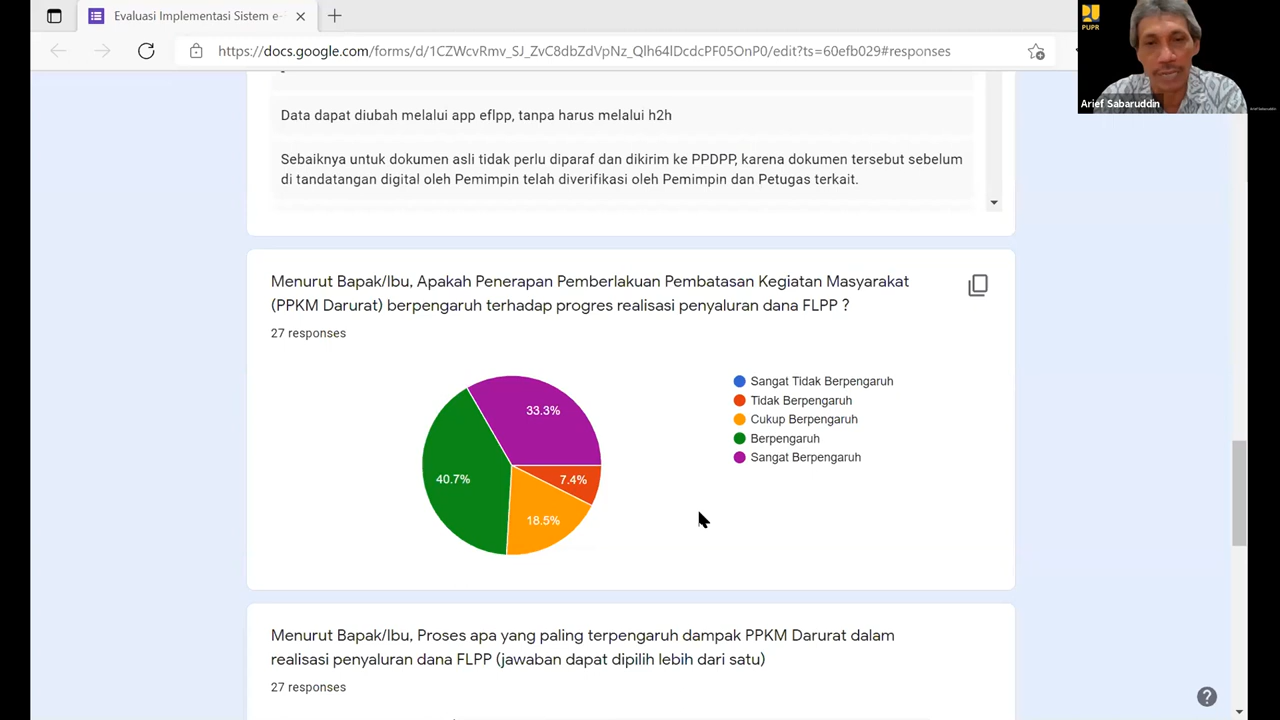 Evaluasi Implementasi Sistem e-
https://docs.google.com/forms/d/1CZWcvRmv_SJ_ZvC8dbZdVpNz_Qlh64lDcdcPF05OnP0/edit?ts=60efb029#responses
PUPR
Arief Sabaruddin
Arief Sabaruddin
Data dapat diubah melalui app eflpp, tanpa harus melalui h2h
Sebaiknya untuk dokumen asli tidak perlu diparaf dan dikirim ke PPDPP, karena dokumen tersebut sebelum
di tandatangan digital oleh Pemimpin telah diverifikasi oleh Pemimpin dan Petugas terkait.
Menurut Bapak/Ibu, Apakah Penerapan Pemberlakuan Pembatasan Kegiatan Masyarakat
(PPKM Darurat) berpengaruh terhadap progres realisasi penyaluran dana FLPP ?
27 responses
33.3%
40.7%
7.4%
18.5%
Sangat Tidak Berpengaruh
Tidak Berpengaruh
Cukup Berpengaruh
Berpengaruh
Sangat Berpengaruh
Menurut Bapak/Ibu, Proses apa yang paling terpengaruh dampak PPKM Darurat dalam
realisasi penyaluran dana FLPP (jawaban dapat dipilih lebih dari satu)
27 responses